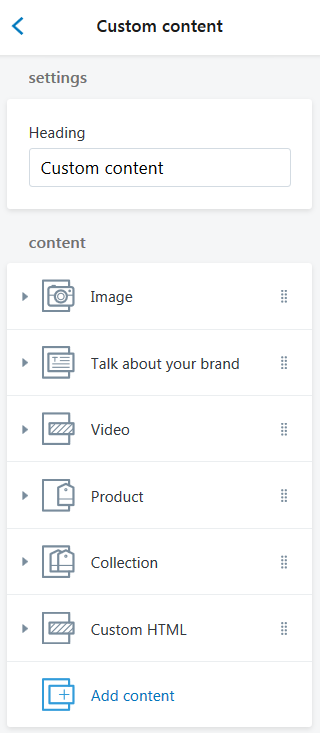 Custom content
settings
Heading
Custom content
content
Image
Talk about your brand
Video
Product
Collection
Custom HTML
Add content